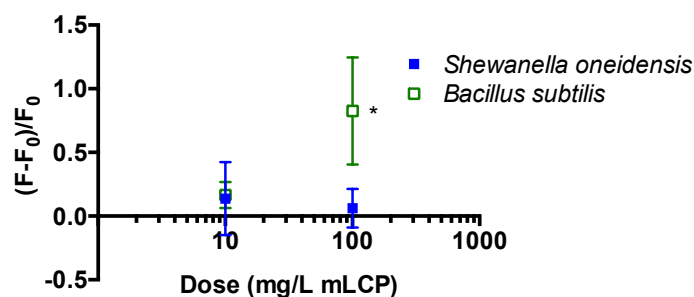 1.5
1.0
0.5
0.0
-0.5
(F-F0)/F0
10
100
1000
Dose (mg/L mLCP)
*
Shewanella oneidensis
Bacillus subtilis